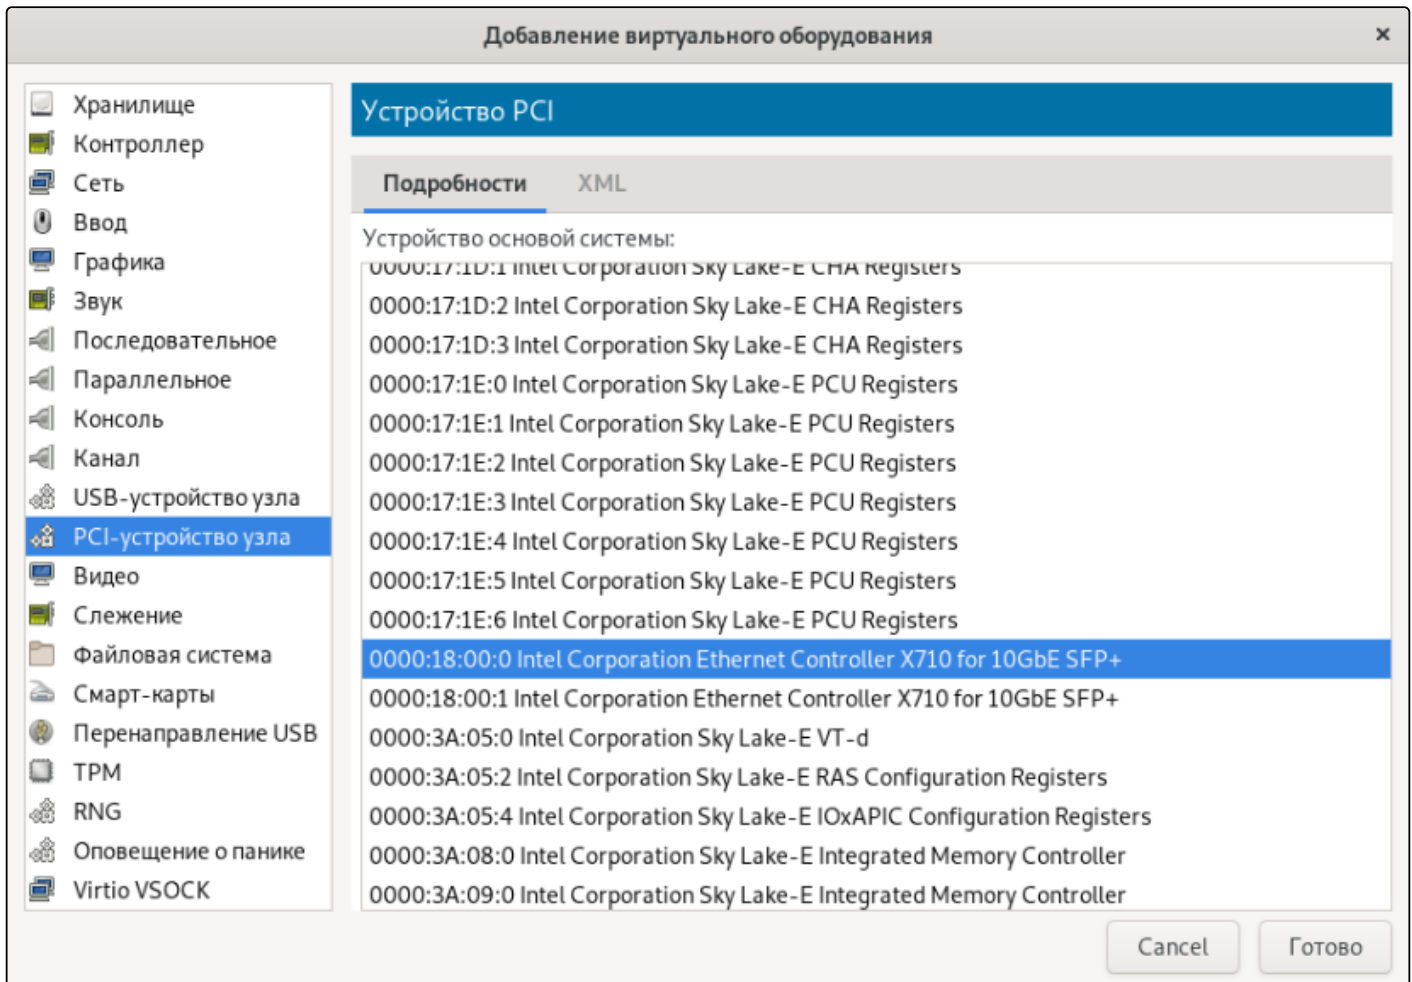 Добавление виртуального оборудования
×
Хранилище
Контроллер
Сеть
Ввод
Графика
Звук
Последовательное
Параллельное
Консоль
Канал
USB-устройство узла
PCI-устройство узла
Видео
Слежение
Файловая система
Смарт-карты
Перенаправление USB
TPM
RNG
Оповещение о панике
Virtio VSOCK
Устройство PCI
Подробности XML
Устройство основой системы:
0000:17:1D:1 Intel Corporation Sky Lake-E CHA Registers
0000:17:1D:2 Intel Corporation Sky Lake-E CHA Registers
0000:17:1D:3 Intel Corporation Sky Lake-E CHA Registers
0000:17:1E:0 Intel Corporation Sky Lake-E PCU Registers
0000:17:1E:1 Intel Corporation Sky Lake-E PCU Registers
0000:17:1E:2 Intel Corporation Sky Lake-E PCU Registers
0000:17:1E:3 Intel Corporation Sky Lake-E PCU Registers
0000:17:1E:4 Intel Corporation Sky Lake-E PCU Registers
0000:17:1E:5 Intel Corporation Sky Lake-E PCU Registers
0000:17:1E:6 Intel Corporation Sky Lake-E PCU Registers
0000:18:00:0 Intel Corporation Ethernet Controller X710 for 10GbE SFP+
0000:18:00:1 Intel Corporation Ethernet Controller X710 for 10GbE SFP+
0000:3A:05:0 Intel Corporation Sky Lake-E VT-d
0000:3A:05:2 Intel Corporation Sky Lake-E RAS Configuration Registers
0000:3A:05:4 Intel Corporation Sky Lake-E IOxAPIC Configuration Registers
0000:3A:08:0 Intel Corporation Sky Lake-E Integrated Memory Controller
0000:3A:09:0 Intel Corporation Sky Lake-E Integrated Memory Controller
Cancel Готово